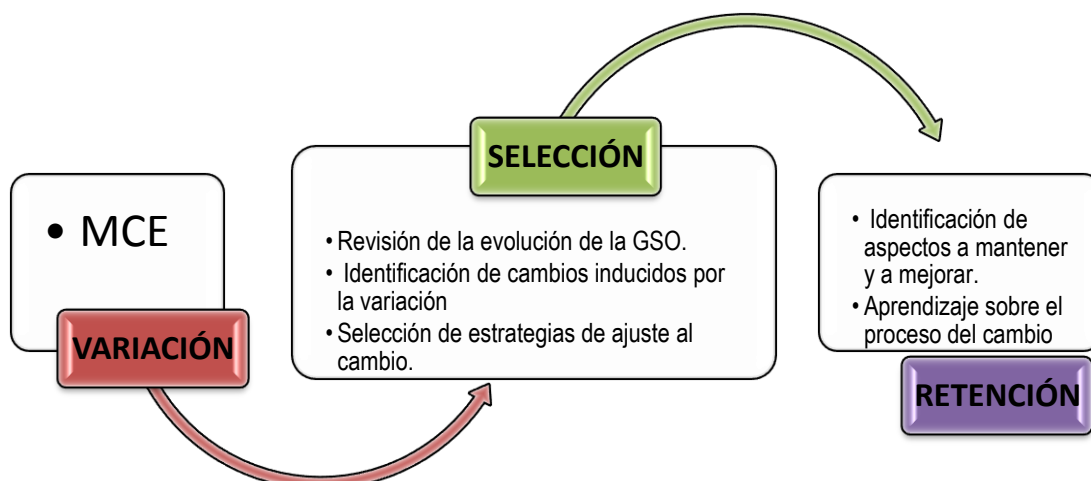 • MCE
VARIACIÓN
SELECCIÓN
• Revisión de la evolución de la GSO.
• Identificación de cambios inducidos por
la variación
• Selección de estrategias de ajuste al
cambio.
• Identificación de
aspectos a mantener
y a mejorar.
• Aprendizaje sobre el
proceso del cambio
RETENCIÓN